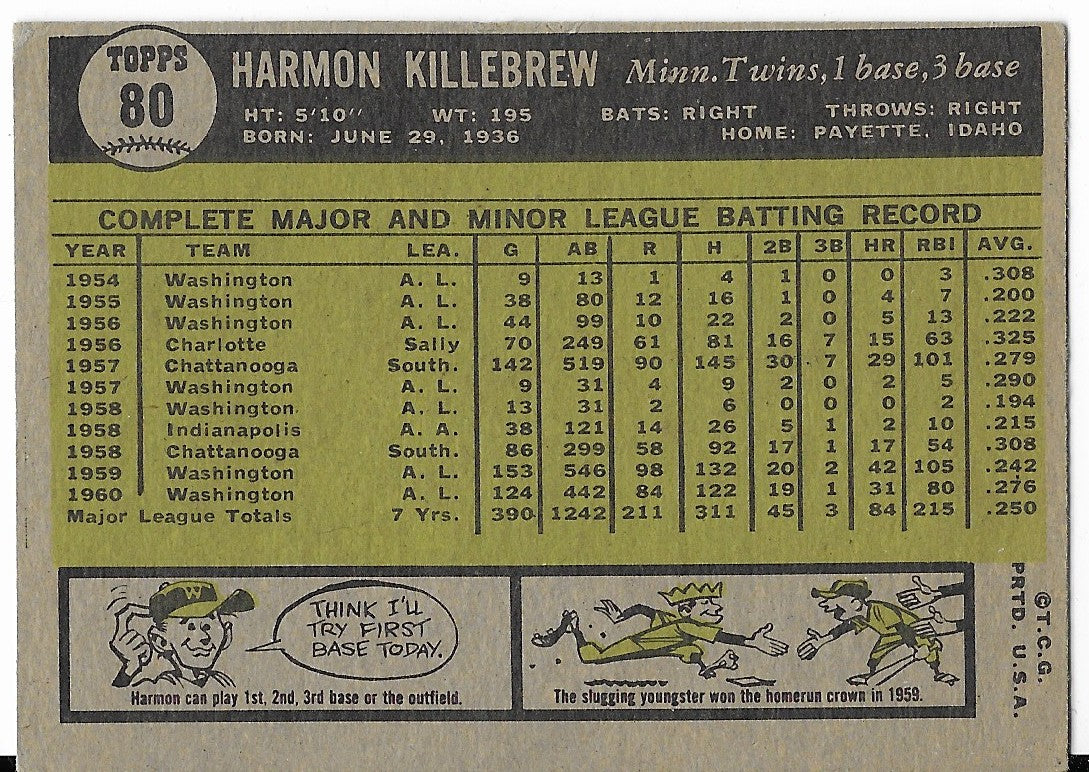 TOPPS
80
HARMON KILLEBREW Minn. Twins, 1 base, 3 base
HT: 5'10" WT: 195 BATS: RIGHT THROWS: RIGHT
BORN: JUNE 29, 1936 HOME: PAYETTE, IDAHO
COMPLETE MAJOR AND MINOR LEAGUE BATTING RECORD
YEAR TEAM LEA. G AB R H 2B 3B HR RBI AVG.
1954 Washington A. L. 9 13 1 4 1 0 0 3 .308
1955 Washington A. L. 38 80 12 16 1 0 4 7 .200
1956 Washington A. L. 44 99 10 22 2 0 5 13 .222
1956 Charlotte Sally 70 249 61 81 16 7 15 63 .325
1957 Chattanooga South. 142 519 90 145 30 7 29 101 .279
1957 Washington A. L. 9 31 4 9 2 0 2 5 .290
1958 Washington A. L. 13 31 2 6 0 0 0 2 .194
1958 Indianapolis A. A. 38 121 14 26 5 1 2 10 .215
1958 Chattanooga South. 86 299 58 92 17 1 17 54 .308
1959 Washington A. L. 153 546 98 132 20 2 42 105 .242
1960 Washington A. L. 124 442 84 122 19 1 31 80 .276
Major League Totals 7 Yrs. 390 1242 211 311 45 3 84 215 .250
W
THINK I'LL
TRY FIRST
BASE TODAY.
Harmon can play 1st, 2nd, 3rd base or the outfield.
The slugging youngster won the homerun crown in 1959.
©T.C.G.
PRTD. U.S.A.